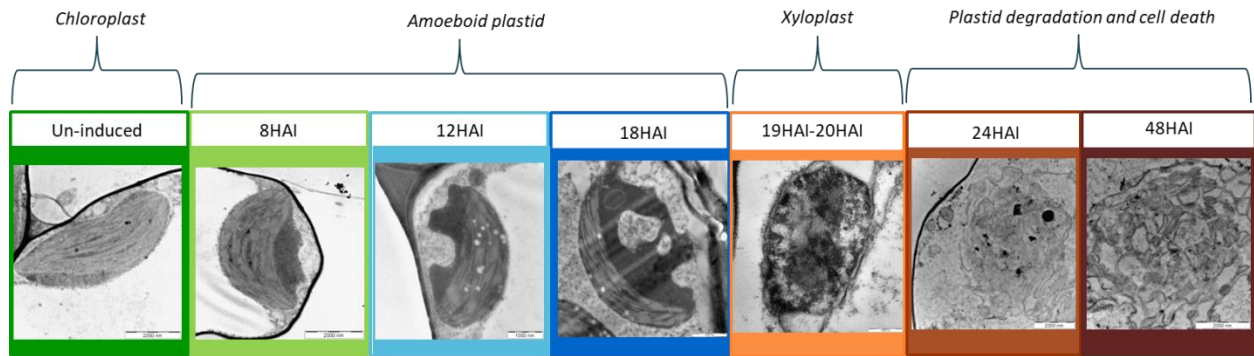 Chloroplast
Amoeboid plastid
Xyloplast
Plastid degradation and cell death
Un-induced
8HAI
12HAI
18HAI
19HAI-20HAI
24HAI
48HAI
2000 nm
2000 nm
1000 nm
2000 nm
2000 nm